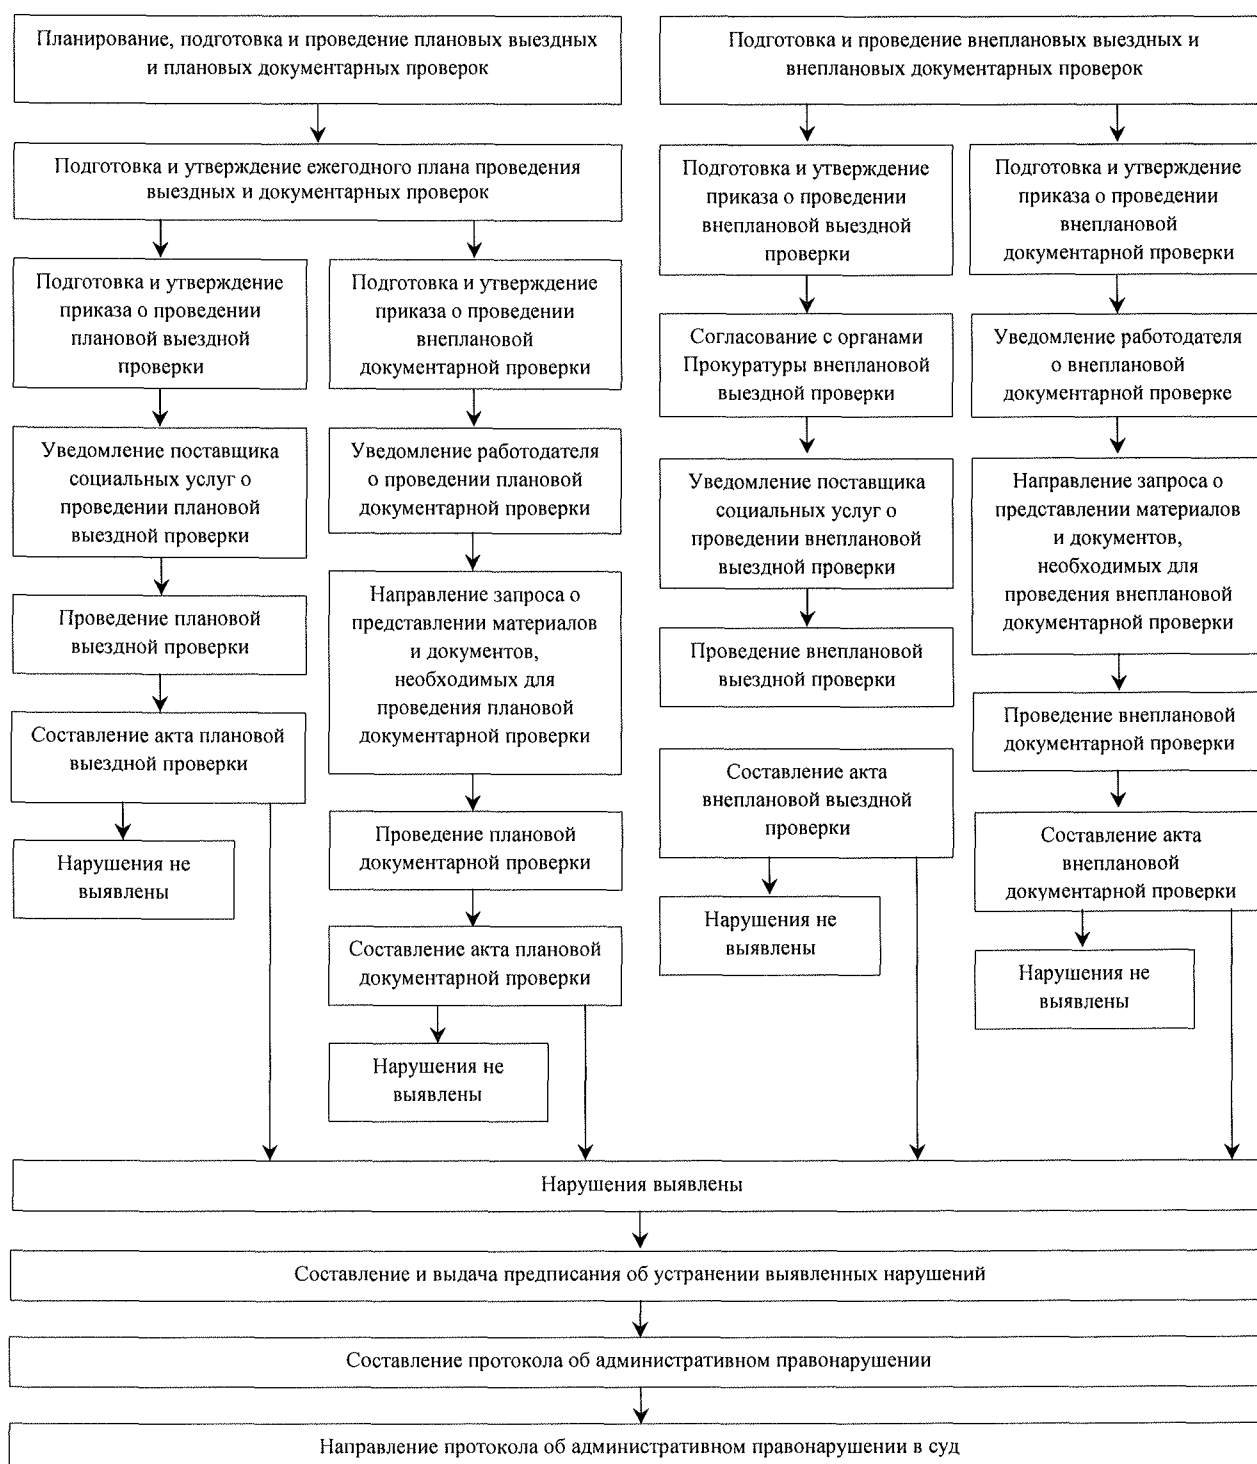 Планирование, подготовка и проведение плановых выездных
и плановых документарных проверок
Подготовка и проведение внеплановых выездных и
внеплановых документарных проверок
Подготовка и утверждение ежегодного плана проведения
выездных и документарных проверок
Подготовка и утверждение
приказа о проведении
внеплановой выездной
проверки
Подготовка и утверждение
приказа о проведении
внеплановой
документарной проверки
Подготовка и утверждение
приказа о проведении
плановой выездной
проверки
Подготовка и утверждение
приказа о проведении
внеплановой
документарной проверки
Согласование с органами
Прокуратуры внеплановой
выездной проверки
Уведомление работодателя
о внеплановой
документарной проверке
Уведомление поставщика
социальных услуг о
проведении плановой
выездной проверки
Уведомление работодателя
о проведении плановой
документарной проверки
Уведомление поставщика
социальных услуг о
проведении внеплановой
выездной проверки
Направление запроса о
представлении материалов
и документов,
необходимых для
проведения внеплановой
документарной проверки
Проведение плановой
выездной проверки
Направление запроса о
представлении материалов
и документов,
необходимых для
проведения плановой
документарной проверки
Проведение внеплановой
выездной проверки
Проведение внеплановой
документарной проверки
Составление акта плановой
выездной проверки
Составление акта
внеплановой выездной
проверки
Проведение плановой
документарной проверки
Составление акта
внеплановой
документарной проверки
Нарушения не
выявлены
Нарушения не
выявлены
Составление акта плановой
документарной проверки
Нарушения не
выявлены
Нарушения не
выявлены
Нарушения выявлены
Составление и выдача предписания об устранении выявленных нарушений
Составление протокола об административном правонарушении
Направление протокола об административном правонарушении в суд